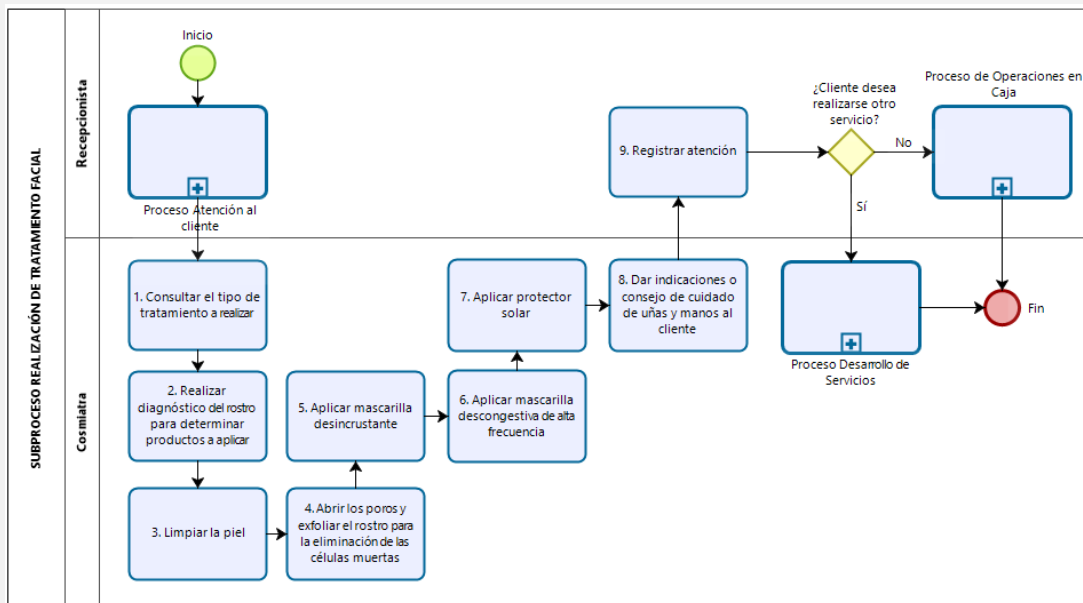 SUBPROCESO REALIZACIÓN DE TRATAMIENTO FACIAL
Recepcionista
Inicio
Proceso Atención al
cliente
9. Registrar atención
¿Cliente desea
realizarse otro
servicio?
No
Sí
Proceso de Operaciones en
Caja
Cosmiatra
1. Consultar el tipo de
tratamiento a realizar
2. Realizar
diagnóstico del rostro
para determinar
productos a aplicar
3. Limpiar la piel
4. Abrir los poros y
exfoliar el rostro para
la eliminación de las
células muertas
5. Aplicar mascarilla
desincrustante
6. Aplicar mascarilla
descongestiva de alta
frecuencia
7. Aplicar protector
solar
8. Dar indicaciones o
consejo de cuidado
de uñas y manos al
cliente
Proceso Desarrollo de
Servicios
Fin